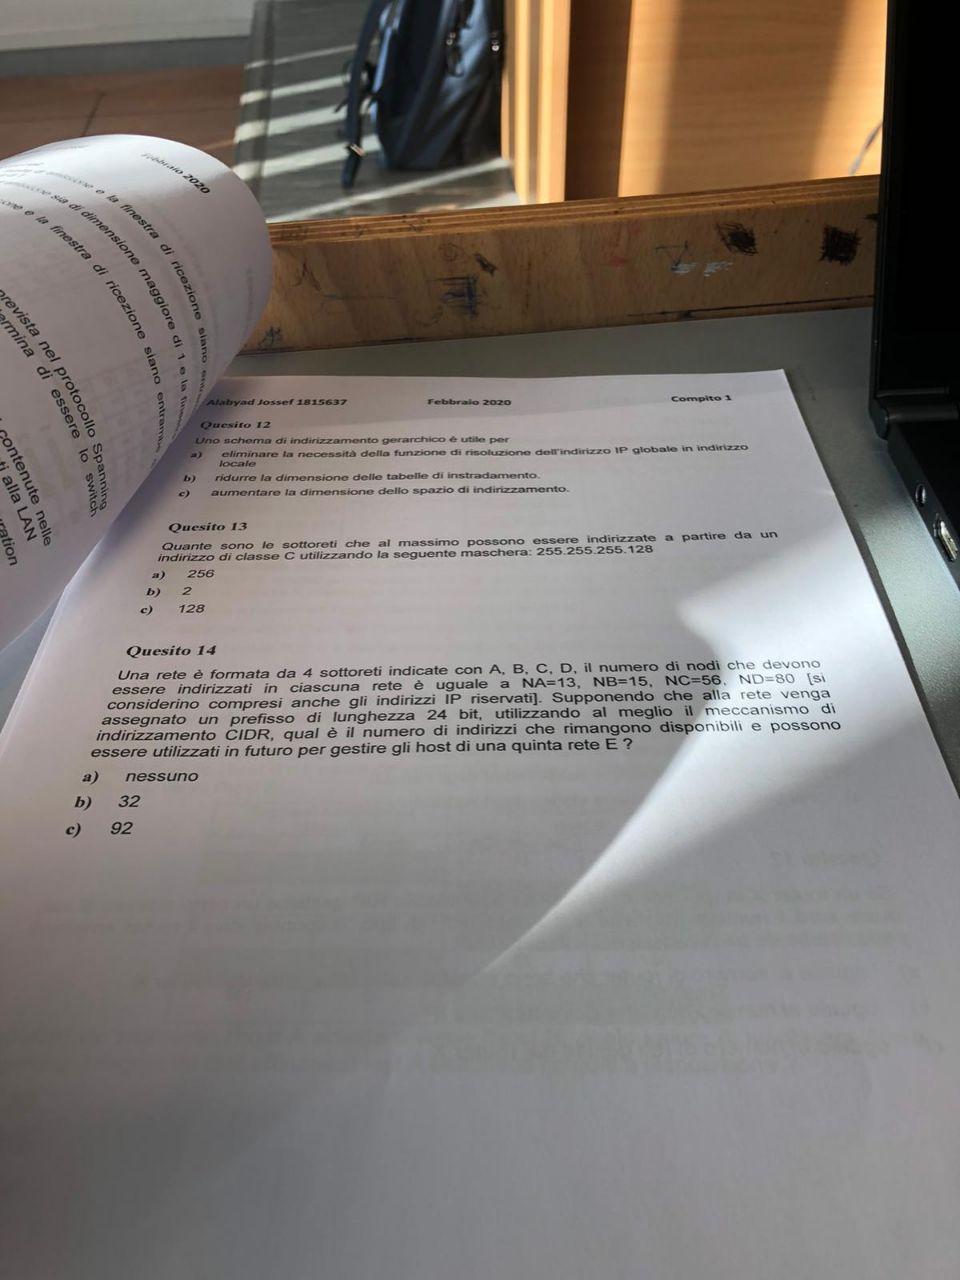 Febbraio 2020
e la finestra di ricezione siano
sia di dimensione maggiore di 1 e la
e la finestra di ricezione siano entrambe
prevista nel protocollo Spanning
di essere lo switch
contenute nelle
alla LAN
Alabyad Jossef 1815637 Febbraio 2020 Compito 1
Quesito 12
Uno schema di indirizzamento gerarchico è utile per
a) eliminare la necessità della funzione di risoluzione dell'indirizzo IP globale in indirizzo
locale
b) ridurre la dimensione delle tabelle di instradamento.
c) aumentare la dimensione dello spazio di indirizzamento.
Quesito 13
Quante sono le sottoreti che al massimo possono essere indirizzate a partire da un
indirizzo di classe C utilizzando la seguente maschera: 255.255.255.128
a) 256
b) 2
c) 128
Quesito 14
Una rete è formata da 4 sottoreti indicate con A, B, C, D, il numero di nodi che devono
essere indirizzati in ciascuna rete è uguale a NA=13, NB=15, NC=56, ND=80 [si
considerino compresi anche gli indirizzi IP riservati]. Supponendo che alla rete venga
assegnato un prefisso di lunghezza 24 bit, utilizzando al meglio il meccanismo di
indirizzamento CIDR, qual è il numero di indirizzi che rimangono disponibili e possono
essere utilizzati in futuro per gestire gli host di una quinta rete E ?
a) nessuno
b) 32
c) 92